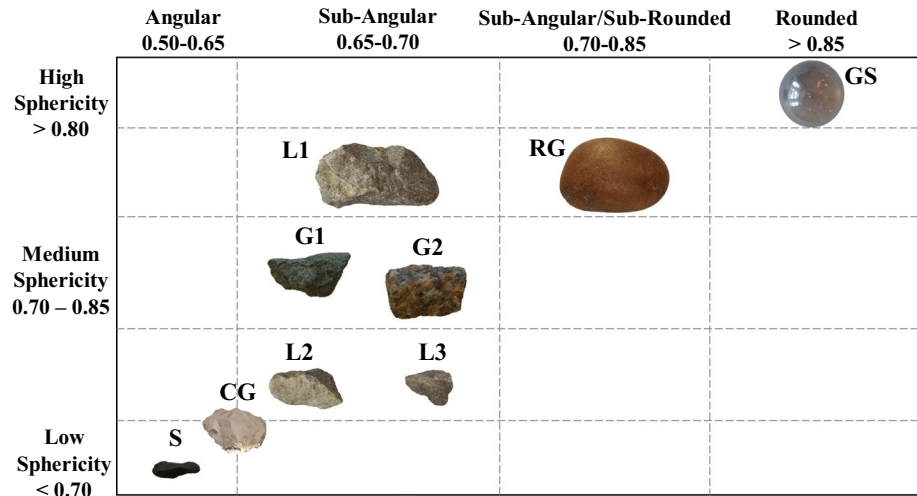 Angular
0.50-0.65
Sub-Angular
0.65-0.70
Sub-Angular/Sub-Rounded
0.70-0.85
Rounded
> 0.85
High
Sphericity
> 0.80
GS
L1
RG
Medium
Sphericity
0.70 – 0.85
G1
G2
L2
L3
CG
S
Low
Sphericity
< 0.70